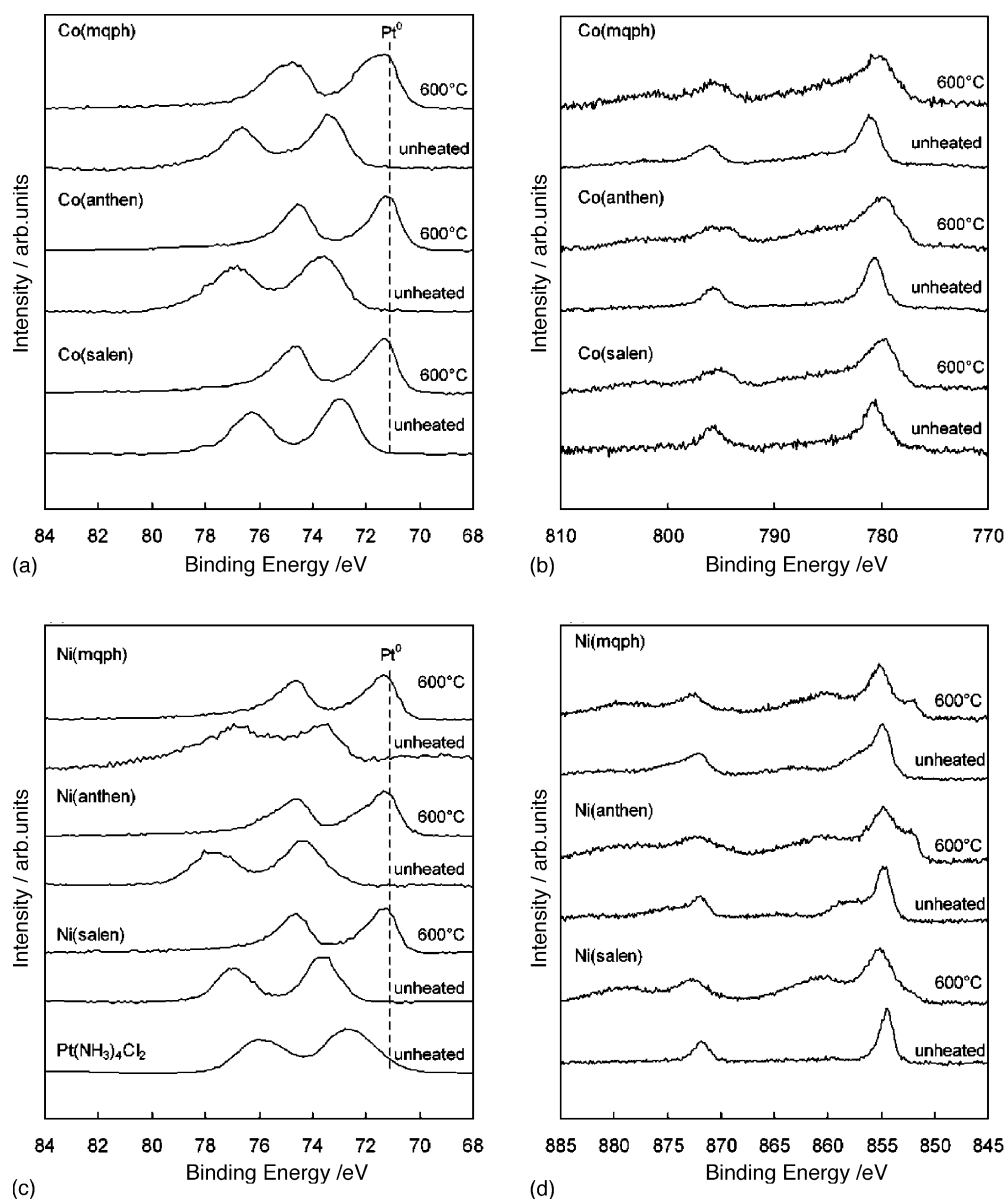 Co(mqph)
Pt⁰
600°C
unheated
Co(anthen)
600°C
unheated
Co(salen)
600°C
unheated
Intensity / arb.units
84 82 80 78 76 74 72 70 68
Binding Energy /eV
(a)
Co(mqph)
600°C
unheated
Co(anthen)
600°C
unheated
Co(salen)
600°C
unheated
Intensity / arb.units
810 800 790 780 770
Binding Energy /eV
(b)
Ni(mqph)
Pt⁰
600°C
unheated
Ni(anthen)
600°C
unheated
Ni(salen)
600°C
unheated
Pt(NH₃)₄Cl₂
unheated
Intensity / arb.units
84 82 80 78 76 74 72 70 68
Binding Energy /eV
(c)
Ni(mqph)
600°C
unheated
Ni(anthen)
600°C
unheated
Ni(salen)
600°C
unheated
Intensity / arb.units
885 880 875 870 865 860 855 850 845
Binding Energy /eV
(d)